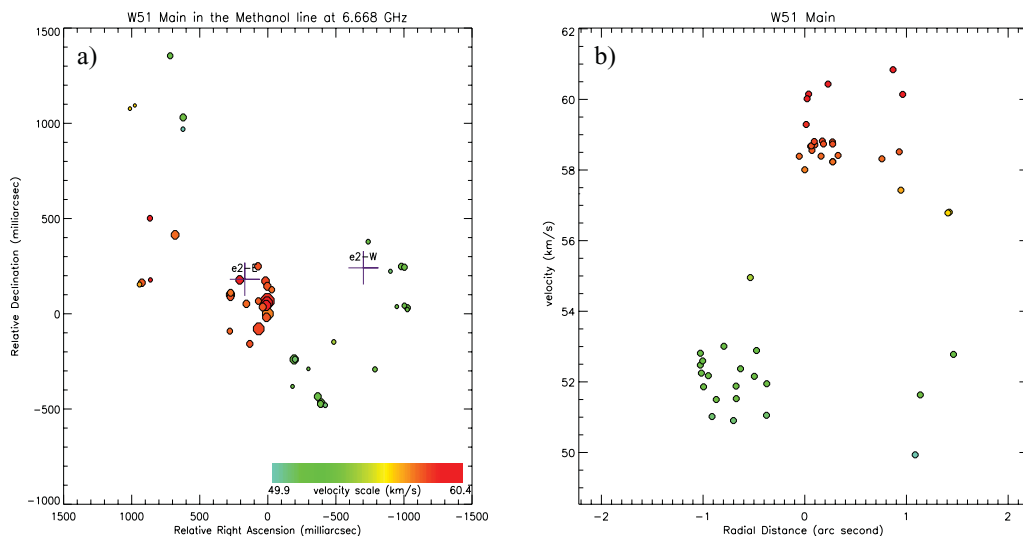 W51 Main in the Methanol line at 6.668 GHz
a)
1500
1000
500
0
-500
-1000
Relative Declination (milliarcsec)
e2-E
e2-W
49.9 velocity scale (km/s) 60.4
1500 1000 500 0 -500 -1000 -1500
Relative Right Ascension (milliarcsec)
W51 Main
b)
62
60
58
56
54
52
50
velocity (km/s)
-2 -1 0 1 2
Radial Distance (arc second)